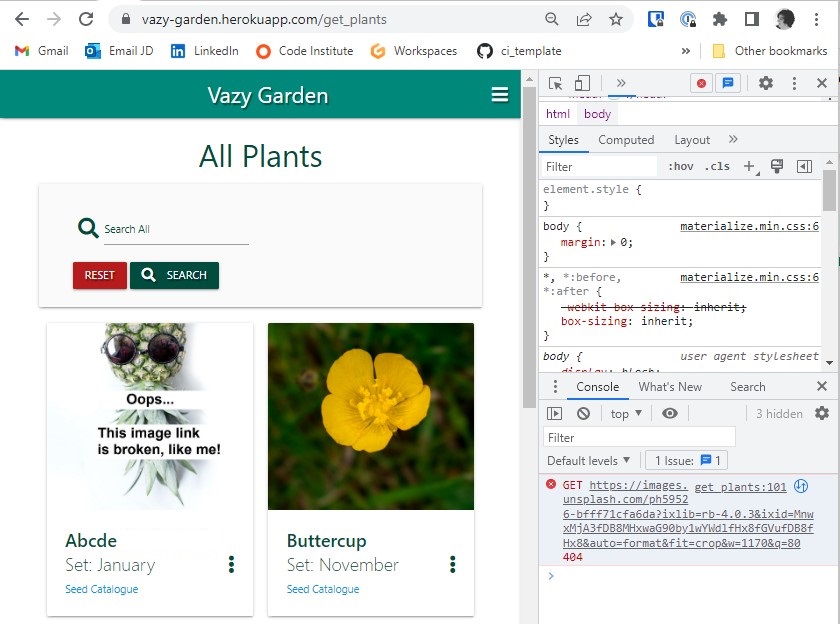 vazy-garden.herokuapp.com/get_plants
Gmail
Email JD
LinkedIn
Code Institute
Workspaces
ci_template
»
Other bookmarks
Vazy Garden
All Plants
Search All
RESET
SEARCH
Oops...
This image link
is broken, like me!
Abcde
Set: January
Seed Catalogue
Buttercup
Set: November
Seed Catalogue
»
html body
Styles Computed Layout »
Filter :hov .cls +
element.style {
}
body { materialize.min.css:6
margin: 0;
}
*, *:before, materialize.min.css:6
*:after {
-webkit-box-sizing: inherit;
box-sizing: inherit;
}
body { user agent stylesheet
display: block;
Console What's New Search
top ▼ 3 hidden
Filter
Default levels ▼ 1 Issue: 1
GET https://images. get_plants:101
unsplash.com/ph5952
6-bfff71cfa6da?ixlib=rb-4.0.3&ixid=Mnw
xMjA3fDB8MHxwaG90by1wYWdlfHx8fGVufDB8f
Hx8&auto=format&fit=crop&w=1170&q=80
404